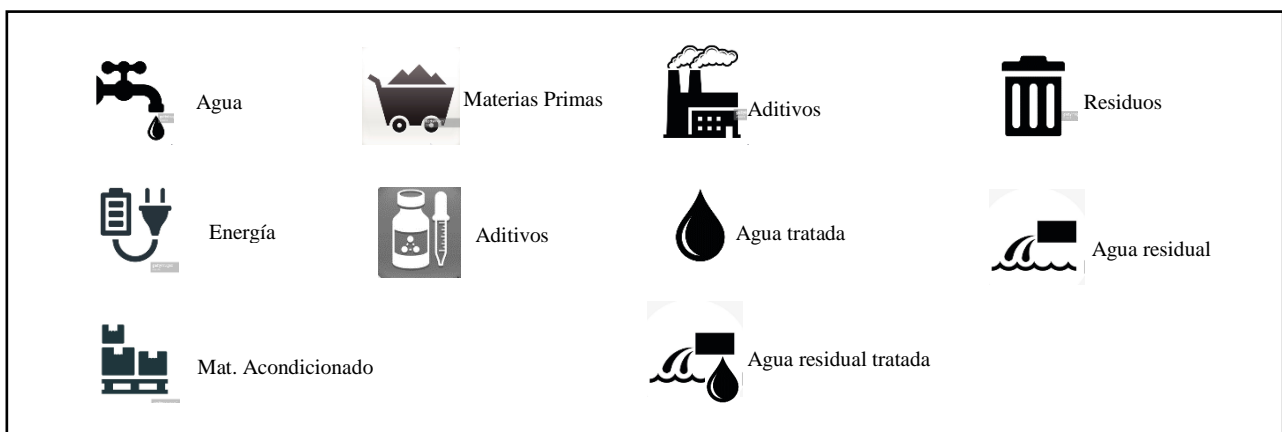 Agua
Materias Primas
Aditivos
Residuos
Energía
Aditivos
Agua tratada
Agua residual
Mat. Acondicionado
Agua residual tratada